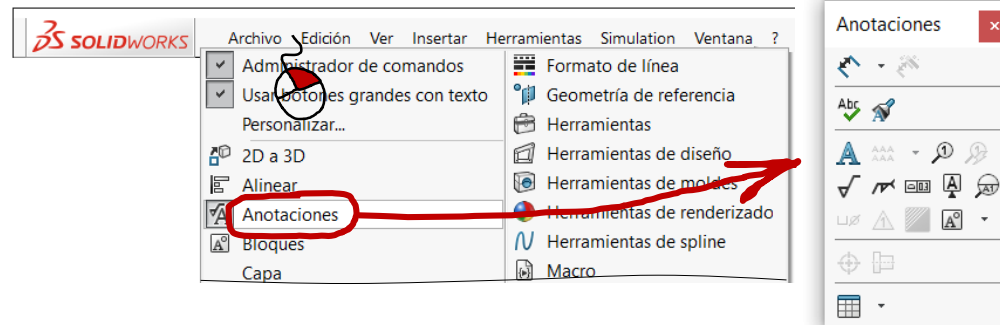 3S SOLIDWORKS
Archivo Edición Ver Insertar Herramientas Simulation Ventana ?
Administrador de comandos
Usar botones grandes con texto
Personalizar...
2D a 3D
Alinear
Anotaciones
Bloques
Capa
Formato de línea
Geometría de referencia
Herramientas
Herramientas de diseño
Herramientas de moldes
Herramientas de renderizado
Herramientas de spline
Macro
Anotaciones
Abc